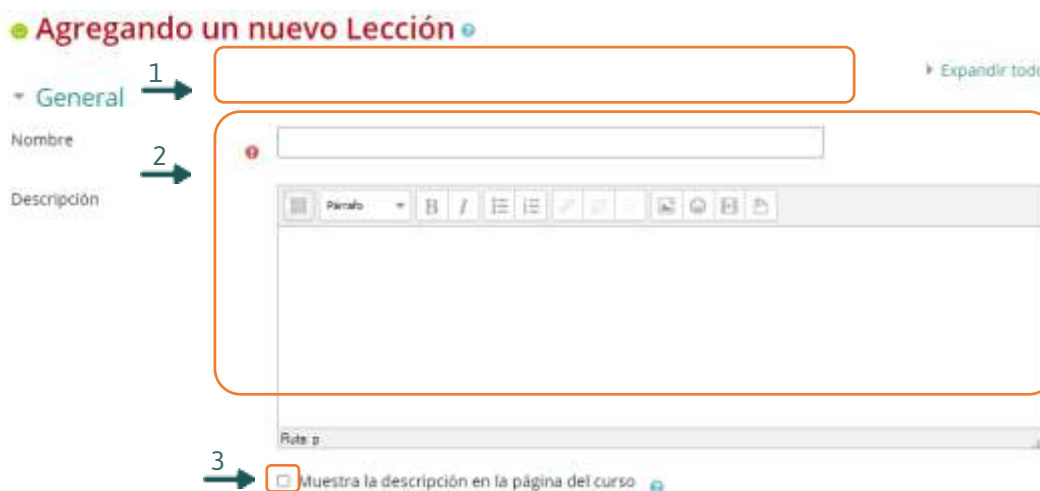 Agregando un nuevo Lección
1
Expandir todo
General
Nombre
2
Descripción
Párrafo
B I
Ruta: p
3
Muestra la descripción en la página del curso